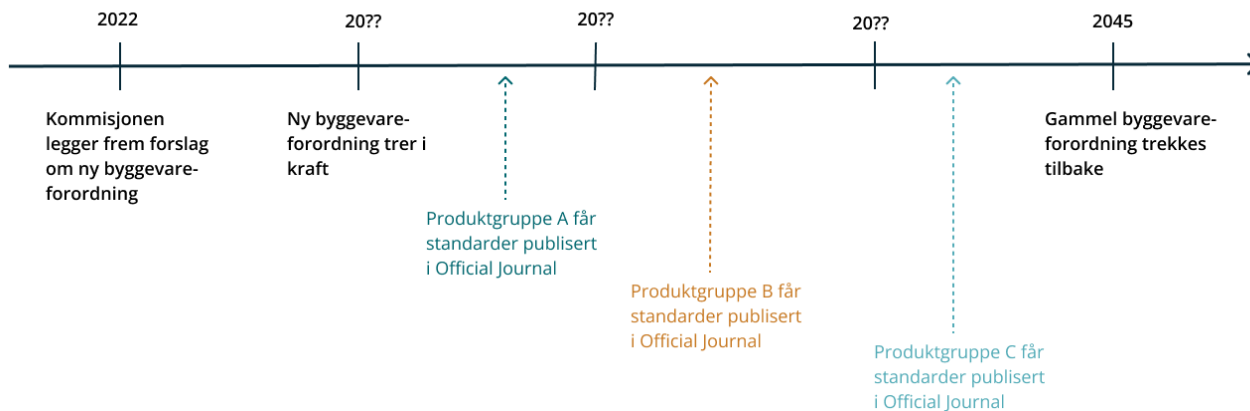 2022
20??
20??
20??
2045
Kommisjonen
legger frem forslag
om ny byggevare-
forordning
Ny byggevare-
forordning trer i
kraft
Gammel byggevare-
forordning trekkes
tilbake
Produktgruppe A får
standarder publisert
i Official Journal
Produktgruppe B får
standarder publisert
i Official Journal
Produktgruppe C får
standarder publisert
i Official Journal